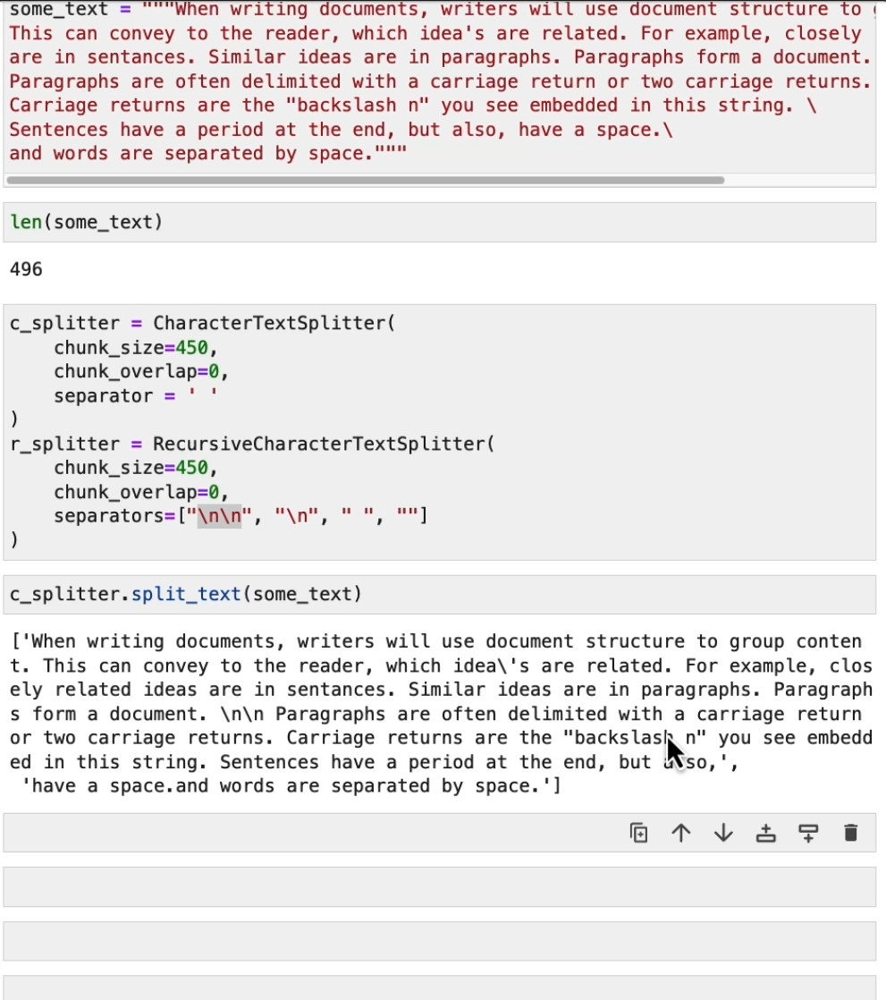 some_text = """When writing documents, writers will use document structure to
This can convey to the reader, which idea's are related. For example, closely
are in sentances. Similar ideas are in paragraphs. Paragraphs form a document.
Paragraphs are often delimited with a carriage return or two carriage returns.
Carriage returns are the "backslash n" you see embedded in this string. \
Sentences have a period at the end, but also, have a space.\
and words are separated by space."""
len(some_text)
496
c_splitter = CharacterTextSplitter(
    chunk_size=450,
    chunk_overlap=0,
    separator = ' '
)
r_splitter = RecursiveCharacterTextSplitter(
    chunk_size=450,
    chunk_overlap=0,
    separators=["\n\n", "\n", " ", ""]
)
c_splitter.split_text(some_text)
['When writing documents, writers will use document structure to group conten
t. This can convey to the reader, which idea\'s are related. For example, clos
ely related ideas are in sentances. Similar ideas are in paragraphs. Paragraph
s form a document. \n\n Paragraphs are often delimited with a carriage return
or two carriage returns. Carriage returns are the "backslash n" you see embedd
ed in this string. Sentences have a period at the end, but also,',
 'have a space.and words are separated by space.']